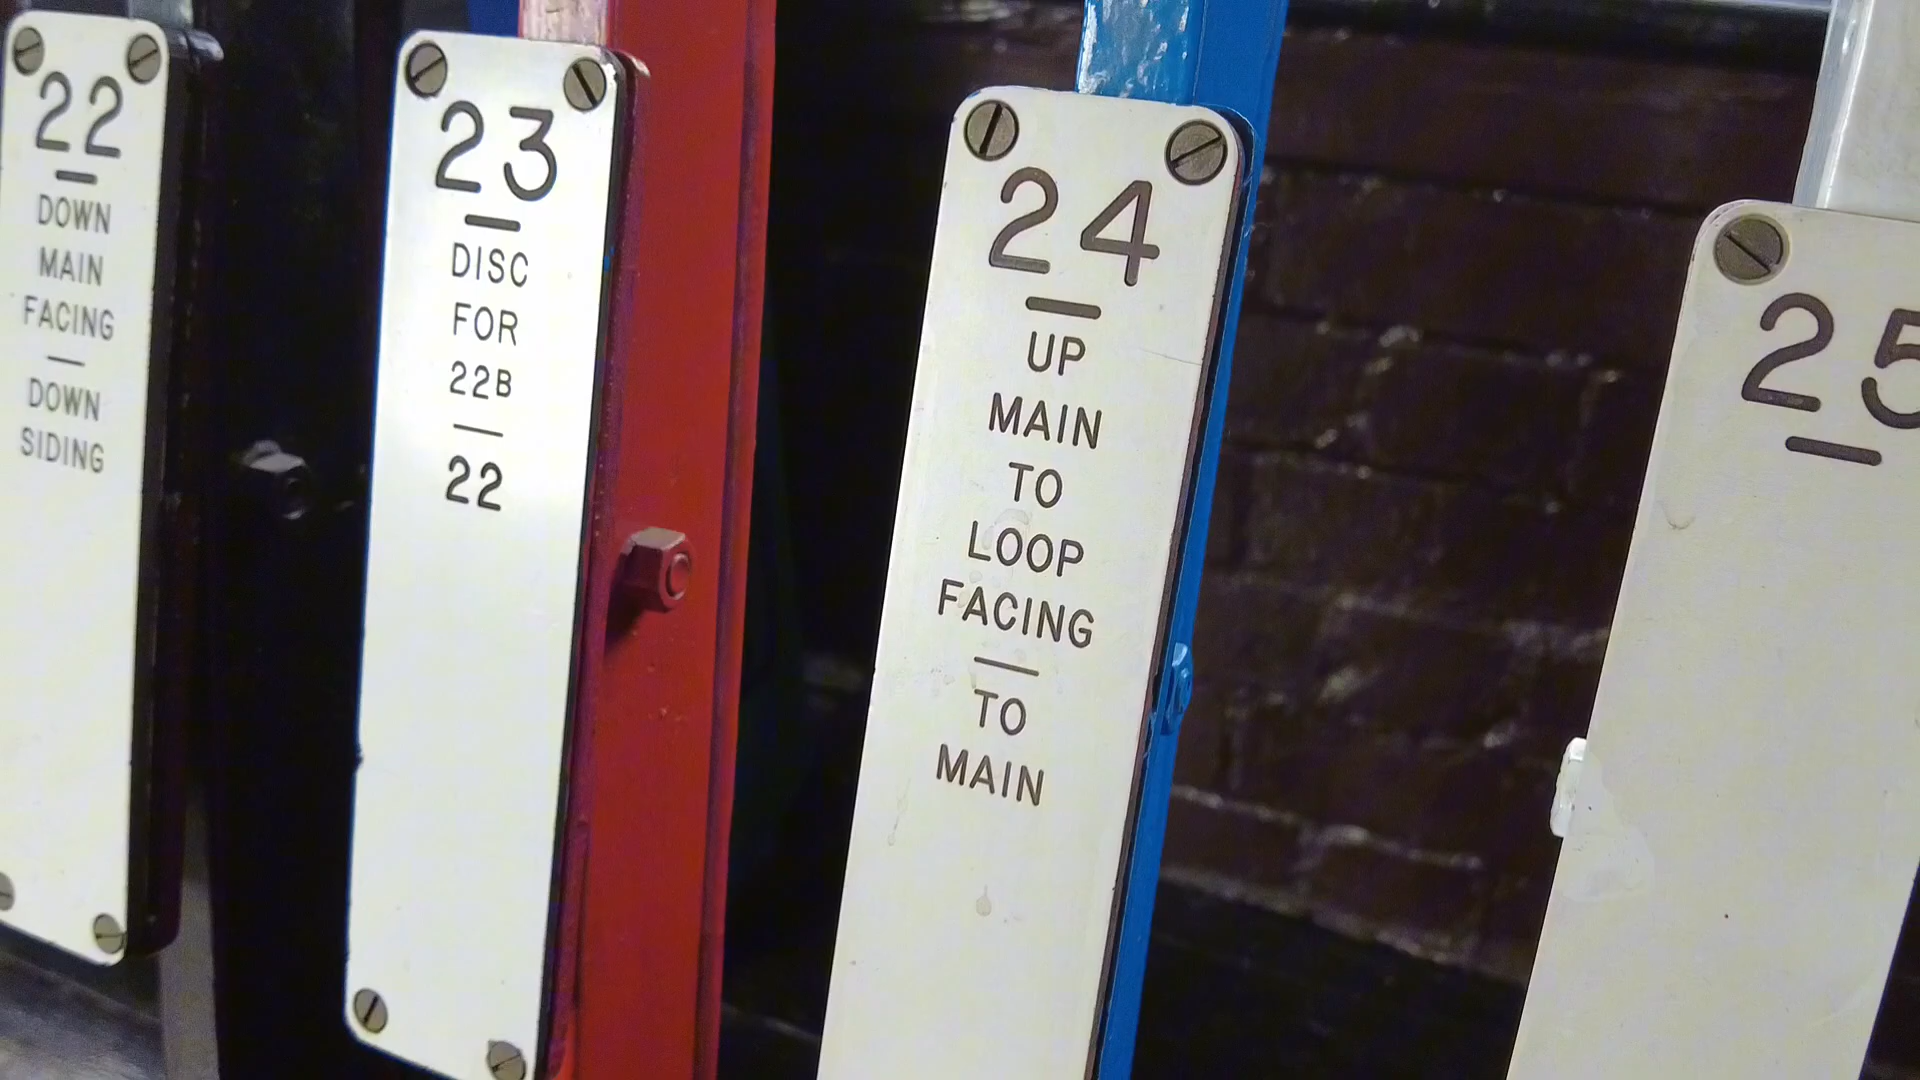 22
DOWN
MAIN
FACING
DOWN
SIDING
23
DISC
FOR
22B
22
24
UP
MAIN
TO
LOOP
FACING
TO
MAIN
25